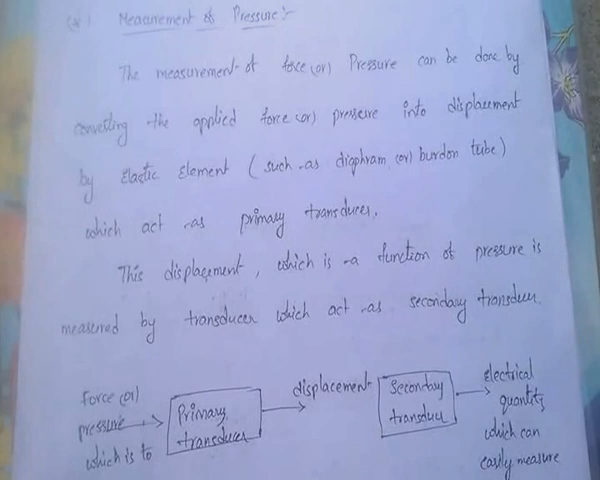 Measurement of Pressure:-
The measurement of force (or) Pressure can be done by
converting the applied force (or) pressure into displacement
by Elastic Element (such as diaphram (or) burdon tube)
which act as primary transducer.
This displacement, which is a function of pressure is
measured by transducer which act as secondary transducer
Force (or)
pressure
which is to
Primary
transducer
displacement
Secondary
transducer
electrical
quantity
which can
easily measure